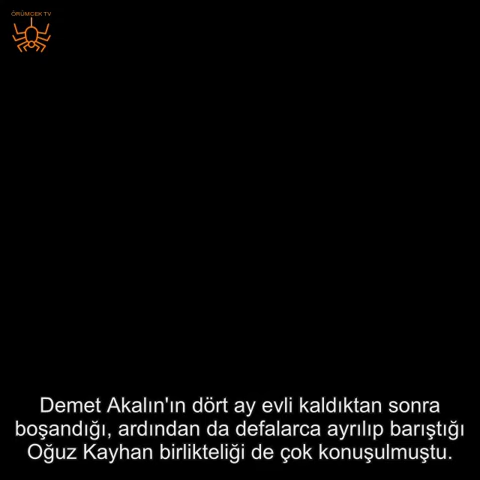 ÖRÜMCEK TV
Demet Akalın'ın dört ay evli kaldıktan sonra
boşandığı, ardından da defalarca ayrılıp barıştığı
Oğuz Kayhan birlikteliği de çok konuşulmuştu.